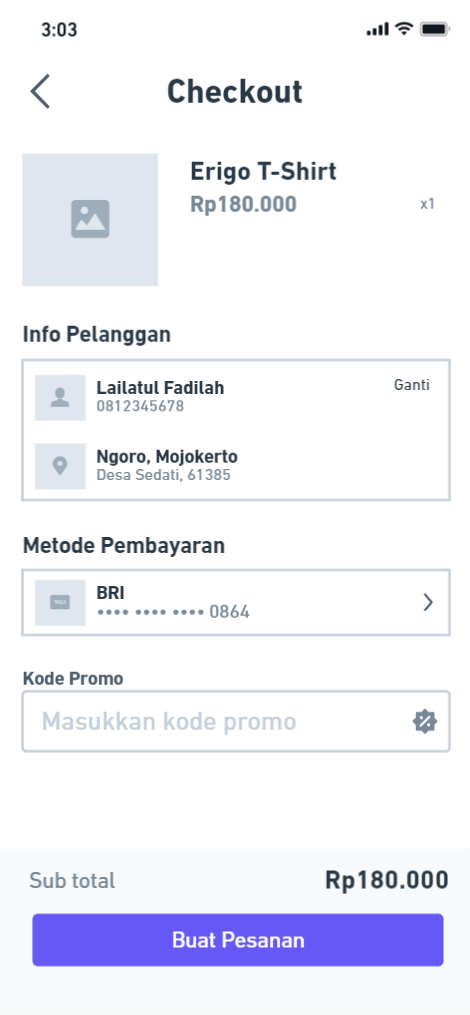 3:03
Checkout
Erigo T-Shirt
Rp180.000
x1
Info Pelanggan
Lailatul Fadilah
Ganti
0812345678
Ngoro, Mojokerto
Desa Sedati, 61385
Metode Pembayaran
BRI
•••• •••• •••• 0864
Kode Promo
Masukkan kode promo
Sub total
Rp180.000
Buat Pesanan